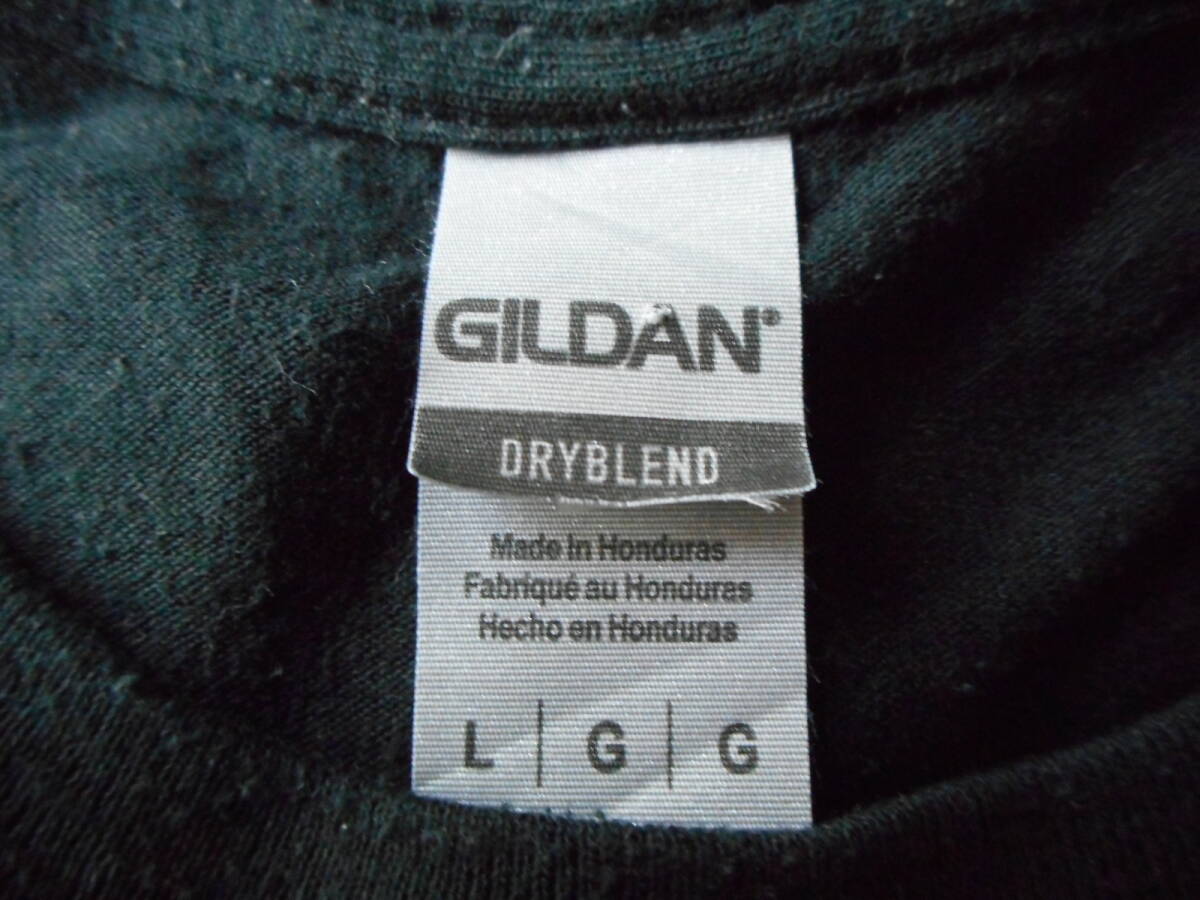 GILDAN®
DRYBLEND
Made in Honduras
Fabriqué au Honduras
Hecho en Honduras
L | G | G